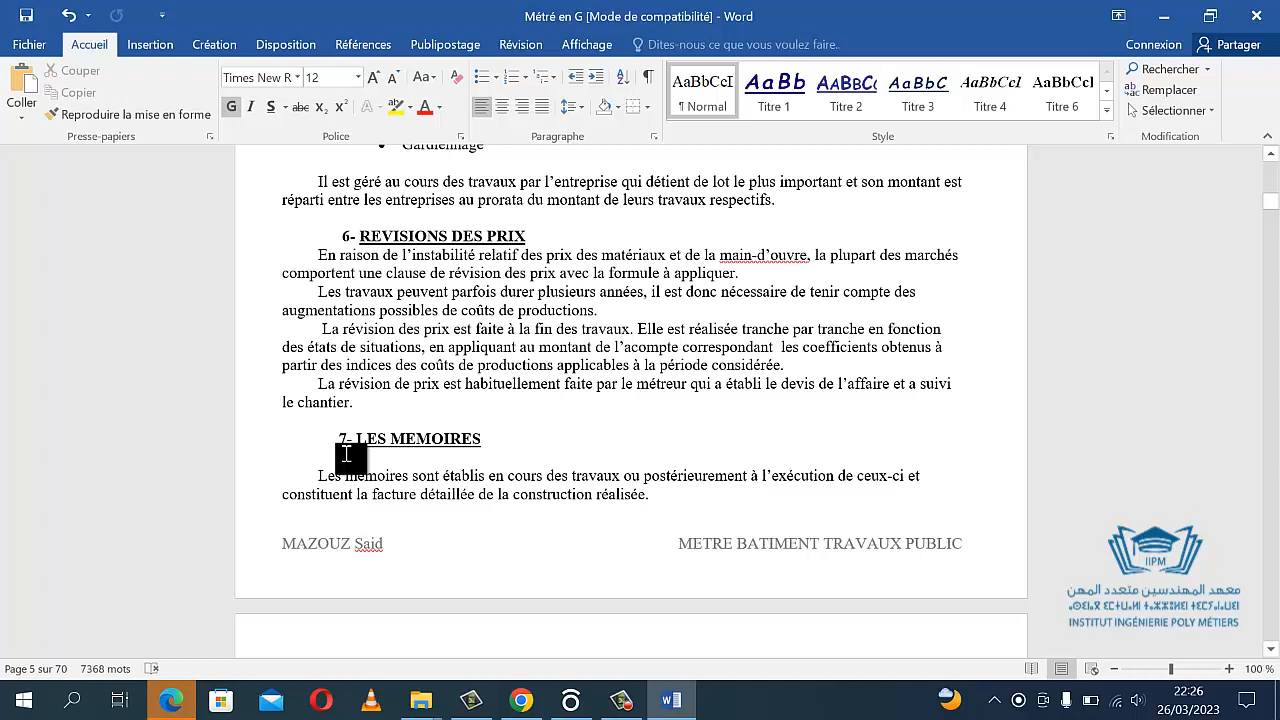 Métré en G [Mode de compatibilité] - Word
Fichier Accueil Insertion Création Disposition Références Publipostage Révision Affichage Dites-nous ce que vous voulez faire.. Connexion Partager
Coller
Couper
Copier
Reproduire la mise en forme
Presse-papiers
Times New R 12
Police
Paragraphe
AaBbCcI AaBb AABBCC AaBbC AaBbCcI AaBbCcI
¶ Normal Titre 1 Titre 2 Titre 3 Titre 4 Titre 6
Style
Rechercher
Remplacer
Sélectionner
Modification
• Gardiennage
Il est géré au cours des travaux par l’entreprise qui détient de lot le plus important et son montant est
réparti entre les entreprises au prorata du montant de leurs travaux respectifs.
6- REVISIONS DES PRIX
En raison de l’instabilité relatif des prix des matériaux et de la main-d’ouvre, la plupart des marchés
comportent une clause de révision des prix avec la formule à appliquer.
Les travaux peuvent parfois durer plusieurs années, il est donc nécessaire de tenir compte des
augmentations possibles de coûts de productions.
La révision des prix est faite à la fin des travaux. Elle est réalisée tranche par tranche en fonction
des états de situations, en appliquant au montant de l’acompte correspondant les coefficients obtenus à
partir des indices des coûts de productions applicables à la période considérée.
La révision de prix est habituellement faite par le métreur qui a établi le devis de l’affaire et a suivi
le chantier.
7- LES MEMOIRES
Les mémoires sont établis en cours des travaux ou postérieurement à l’exécution de ceux-ci et
constituent la facture détaillée de la construction réalisée.
MAZOUZ Said METRE BATIMENT TRAVAUX PUBLIC
IIPM
معهد المهندسين متعدد المهن
INSTITUT INGÉNIERIE POLY MÉTIERS
Page 5 sur 70 7368 mots 100 %
22:26
26/03/2023